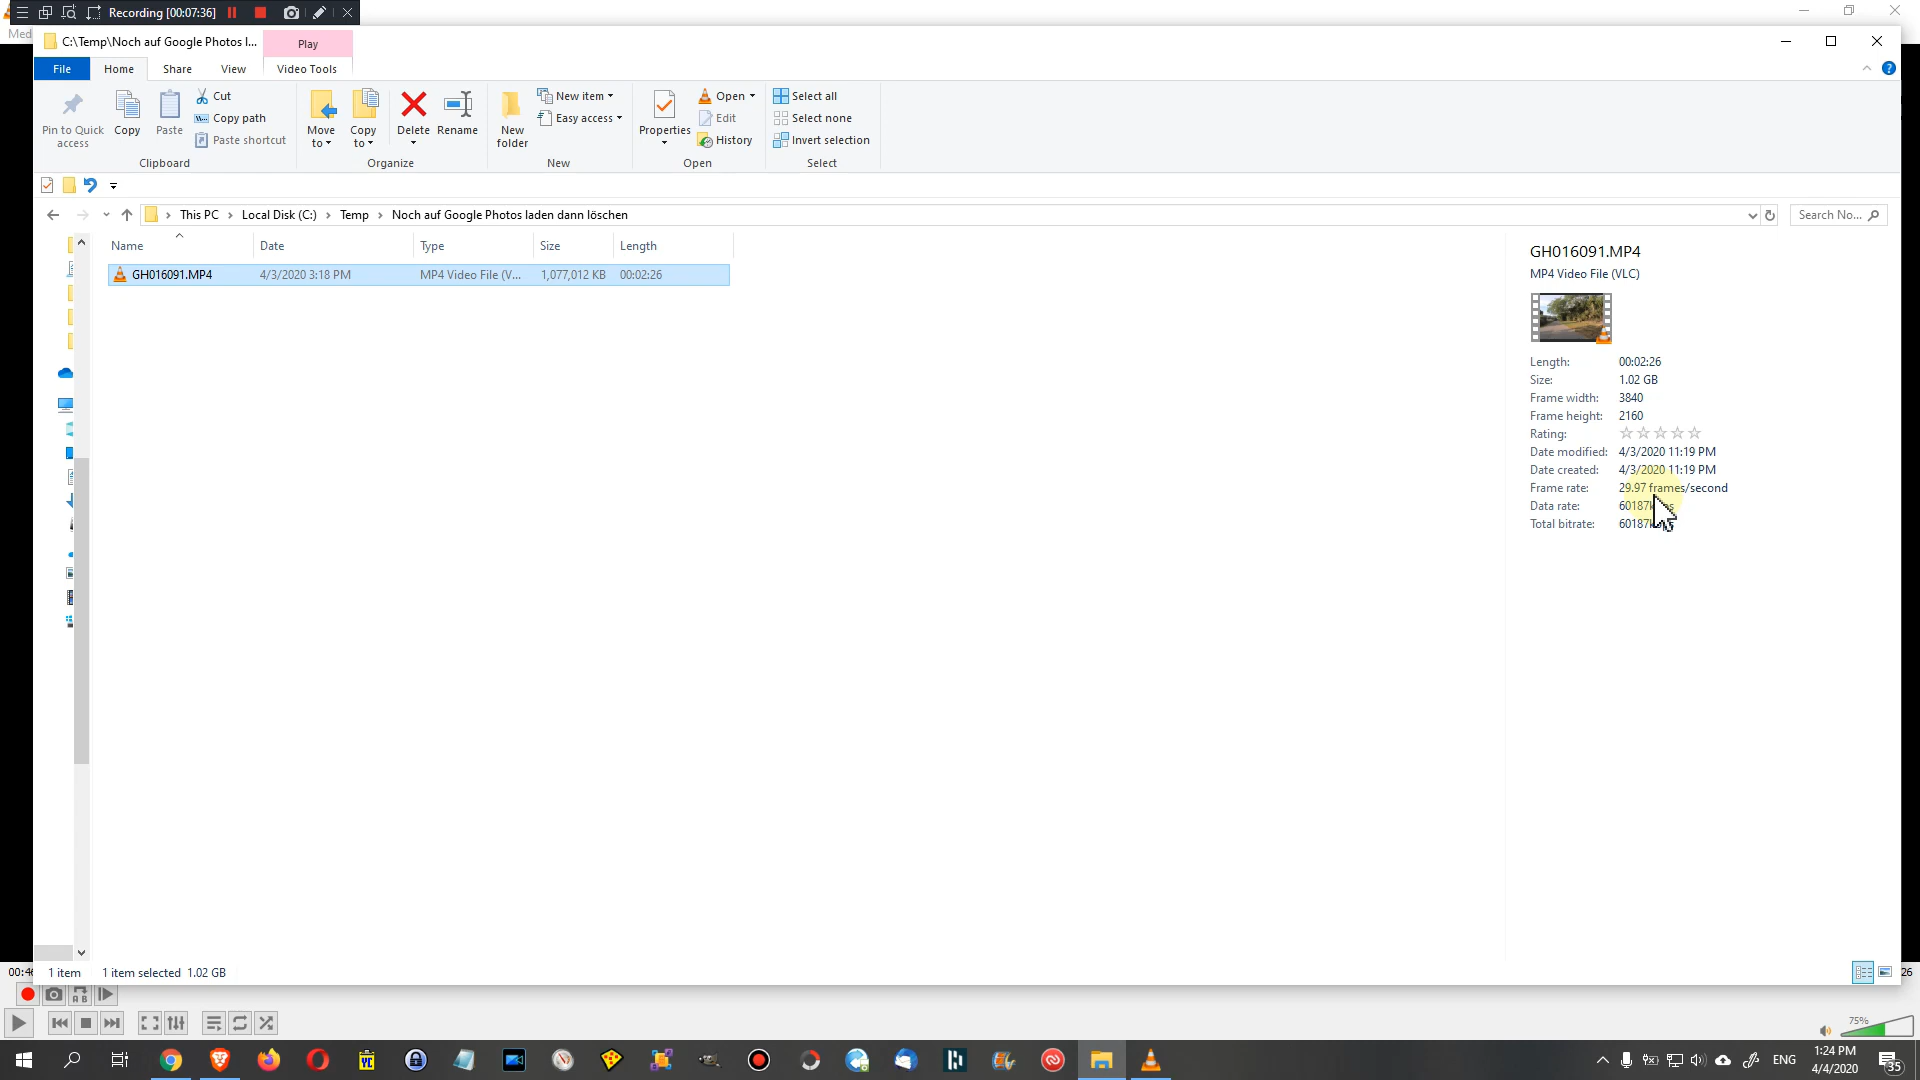 Recording [00:07:36]
Med
C:\Temp\Noch auf Google Photos l...
Play
File
Home
Share
View
Video Tools
Pin to Quick access
Copy
Paste
Cut
Copy path
Paste shortcut
Clipboard
Move to
Copy to
Delete
Rename
Organize
New folder
New item
Easy access
New
Properties
Open
Edit
History
Open
Select all
Select none
Invert selection
Select
This PC
Local Disk (C:)
Temp
Noch auf Google Photos laden dann löschen
Search No...
Name
Date
Type
Size
Length
GH016091.MP4
4/3/2020 3:18 PM
MP4 Video File (V...
1,077,012 KB
00:02:26
GH016091.MP4
MP4 Video File (VLC)
Length: 00:02:26
Size: 1.02 GB
Frame width: 3840
Frame height: 2160
Rating:
Date modified: 4/3/2020 11:19 PM
Date created: 4/3/2020 11:19 PM
Frame rate: 29.97 frames/second
Data rate:
Total bitrate:
00:46
1 item
1 item selected 1.02 GB
26
75%
ENG
1:24 PM
4/4/2020
35